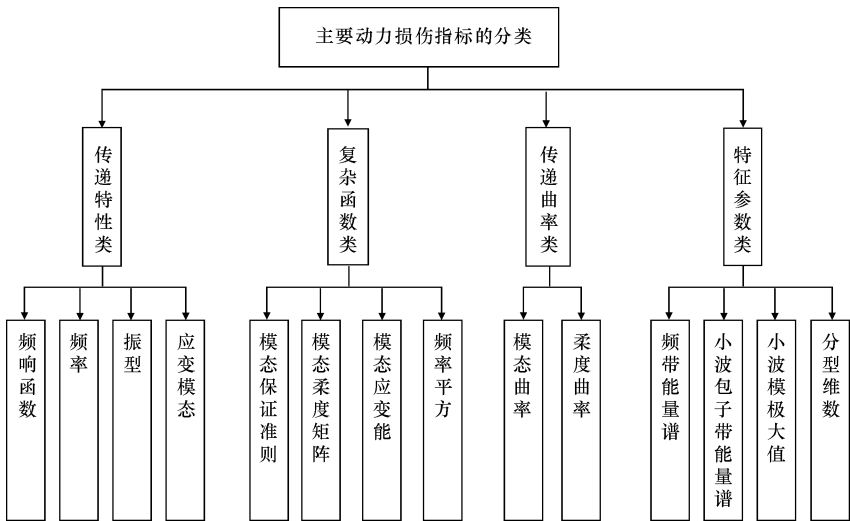 主要动力损伤指标的分类
传递特性类
复杂函数类
传递曲率类
特征参数类
频响函数
频率
振型
应变模态
模态保证准则
模态柔度矩阵
模态应变能
频率平方
模态曲率
柔度曲率
频带能量谱
小波包子带能量谱
小波模极大值
分型维数